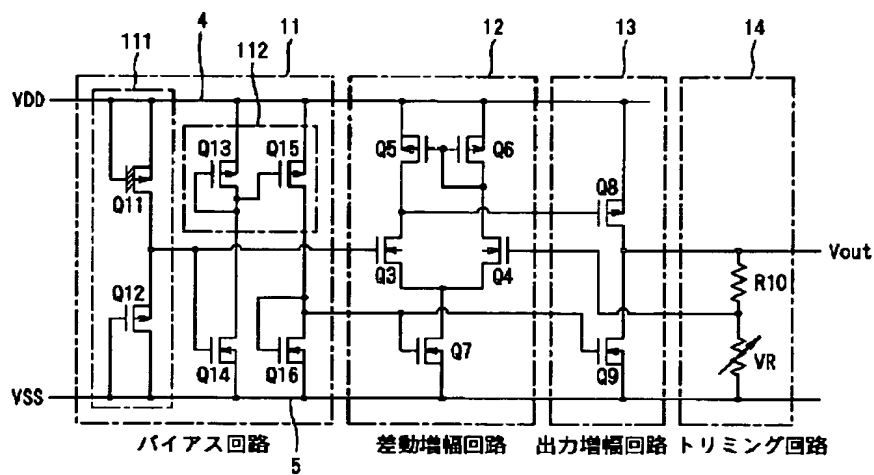 111
4
112
11
12
13
14
VDD
Q13
Q15
Q5
Q6
Q8
Q11
Q3
Q4
Vout
R10
Q12
Q7
VR
Q14
Q16
Q9
VSS
バイアス回路
5
差動増幅回路
出力増幅回路
トリミング回路